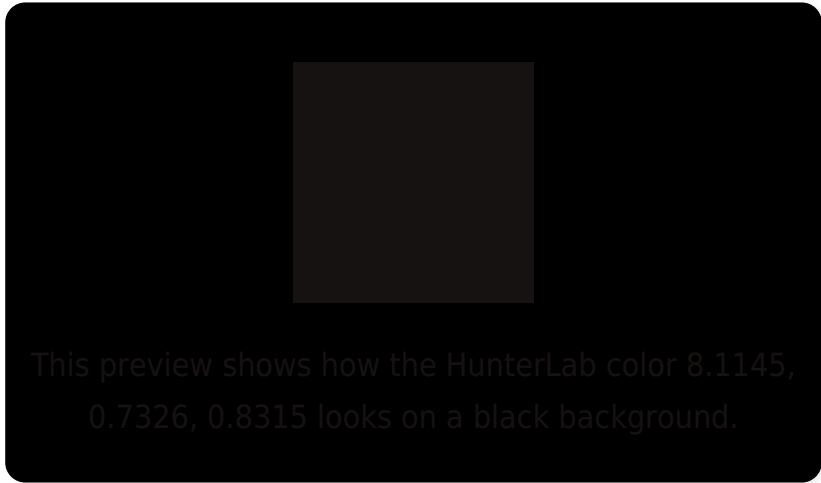 This preview shows how the HunterLab color 8.1145,
0.7326, 0.8315 looks on a black background.